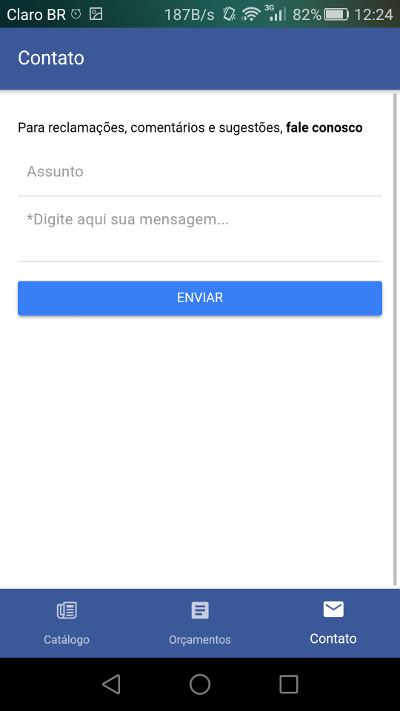 Claro BR 187B/s 3G 82% 12:24
Contato
Para reclamações, comentários e sugestões, fale conosco
Assunto
*Digite aqui sua mensagem...
ENVIAR
Catálogo Orçamentos Contato